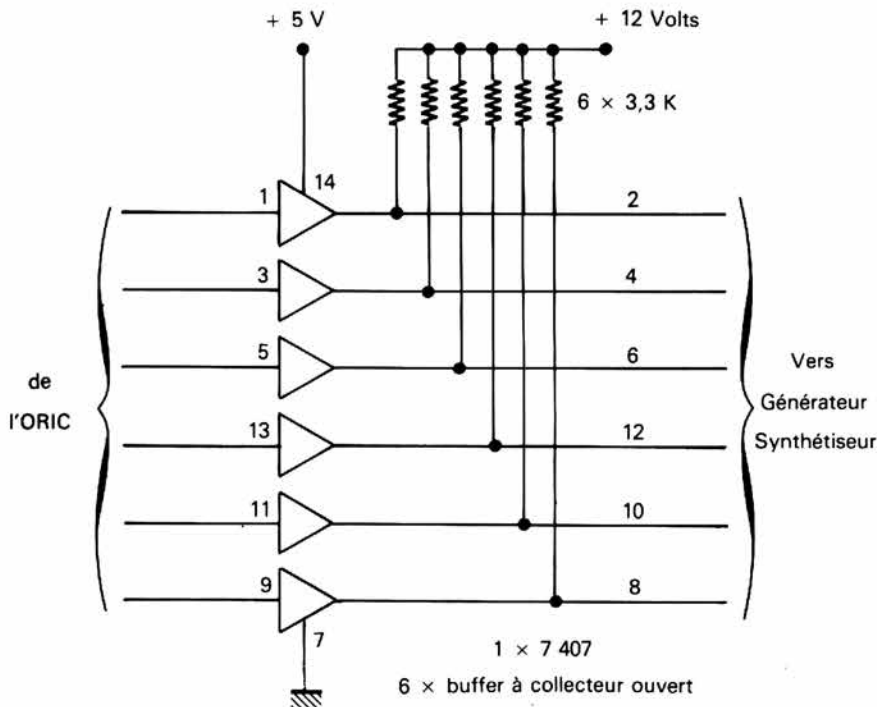 + 5 V
+ 12 Volts
6 × 3,3 K
14
1
2
3
4
5
6
de
l'ORIC
Vers
Générateur
Synthétiseur
13
12
11
10
9
8
7
1 × 7 407
6 × buffer à collecteur ouvert